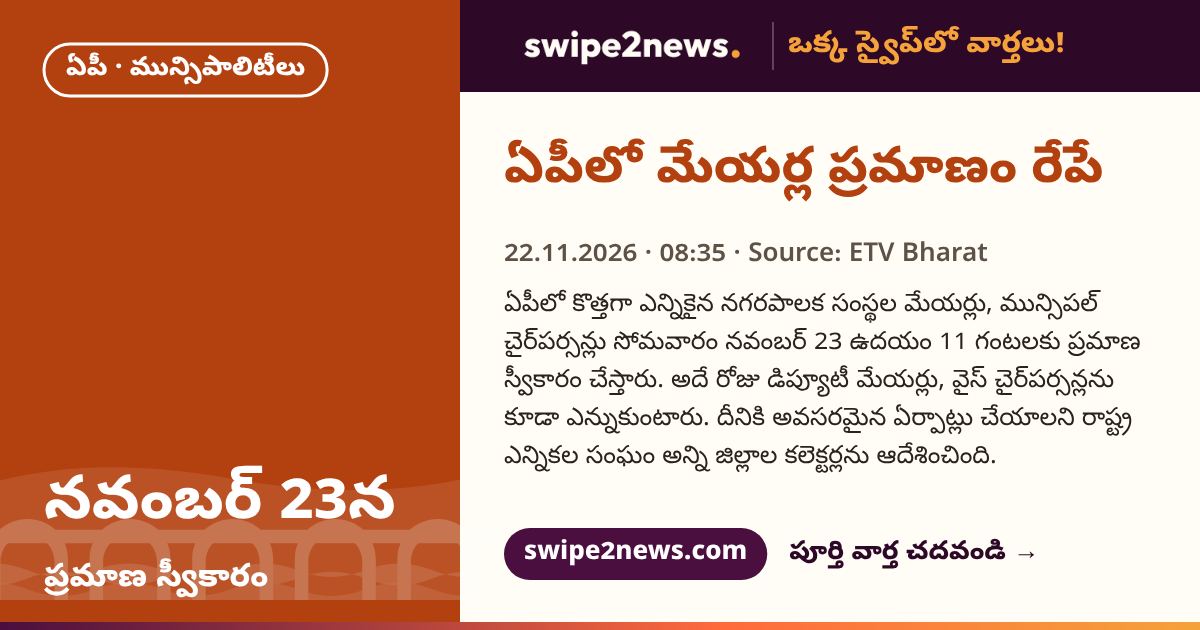 ఏపీ · మున్సిపాలిటీలు
నవంబర్ 23న
ప్రమాణ స్వీకారం
swipe2news.
ఒక్క స్వైప్‌లో వార్తలు!
ఏపీలో మేయర్ల ప్రమాణం రేపే
22.11.2026 · 08:35 · Source: ETV Bharat
ఏపీలో కొత్తగా ఎన్నికైన నగరపాలక సంస్థల మేయర్లు, మున్సిపల్
చైర్‌పర్సన్లు సోమవారం నవంబర్ 23 ఉదయం 11 గంటలకు ప్రమాణ
స్వీకారం చేస్తారు. అదే రోజు డిప్యూటీ మేయర్లు, వైస్ చైర్‌పర్సన్లను
కూడా ఎన్నుకుంటారు. దీనికి అవసరమైన ఏర్పాట్లు చేయాలని రాష్ట్ర
ఎన్నికల సంఘం అన్ని జిల్లాల కలెక్టర్లను ఆదేశించింది.
swipe2news.com
పూర్తి వార్త చదవండి →